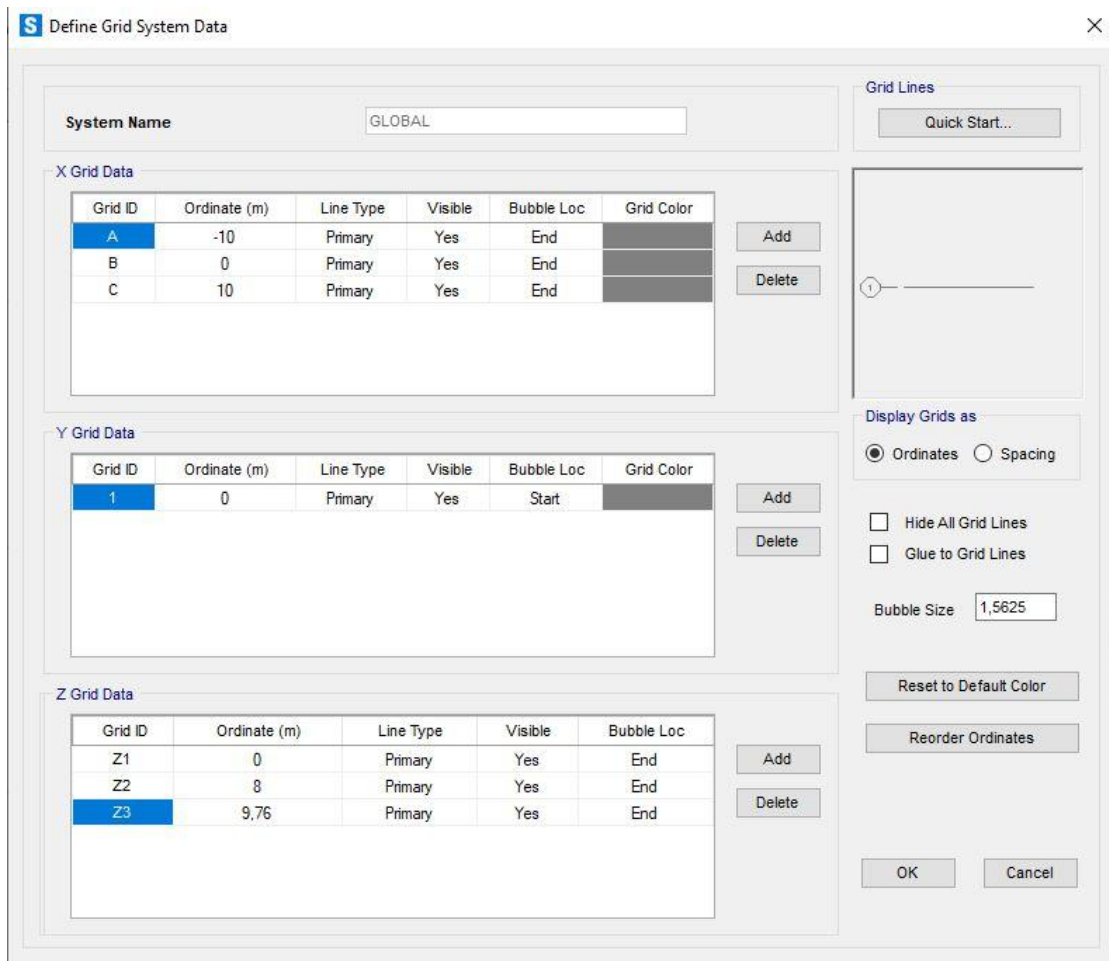 S Define Grid System Data
Grid Lines
System Name GLOBAL Quick Start...
X Grid Data
Grid ID Ordinate (m) Line Type Visible Bubble Loc Grid Color
A -10 Primary Yes End Add
B 0 Primary Yes End
C 10 Primary Yes End Delete
1
Display Grids as
Ordinates Spacing
Y Grid Data
Grid ID Ordinate (m) Line Type Visible Bubble Loc Grid Color
1 0 Primary Yes Start Add
Delete
Hide All Grid Lines
Glue to Grid Lines
Bubble Size 1,5625
Z Grid Data
Grid ID Ordinate (m) Line Type Visible Bubble Loc
Z1 0 Primary Yes End Add
Z2 8 Primary Yes End
Z3 9,76 Primary Yes End Delete
Reset to Default Color
Reorder Ordinates
OK Cancel